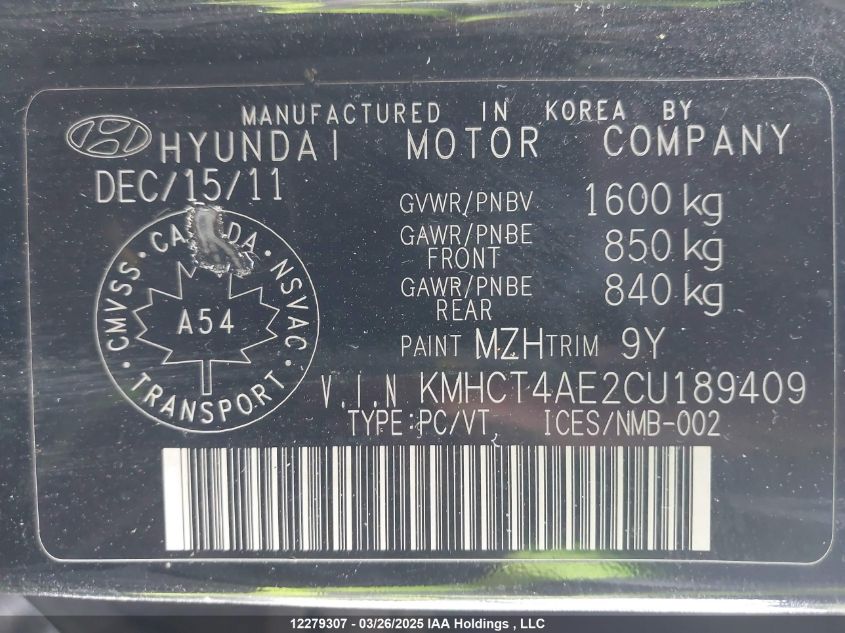 MANUFACTURED IN KOREA BY
HYUNDAI MOTOR COMPANY
DEC/15/11
GVWR/PNBV 1600 kg
GAWR/PNBE FRONT 850 kg
GAWR/PNBE REAR 840 kg
PAINT MZH TRIM 9Y
CMVSS · CANADA · NSVAC · TRANSPORT ·
A54
V.I.N KMHCT4AE2CU189409
TYPE:PC/VT ICES/NMB-002
12279307 - 03/26/2025 IAA Holdings , LLC